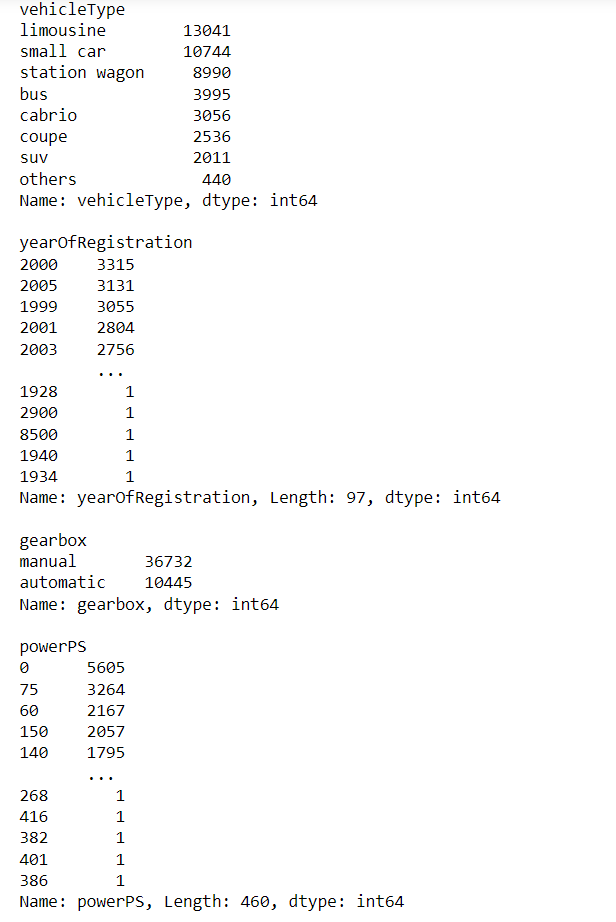 vehicleType
limousine        13041
small car        10744
station wagon     8990
bus               3995
cabrio            3056
coupe             2536
suv               2011
others             440
Name: vehicleType, dtype: int64

yearOfRegistration
2000    3315
2005    3131
1999    3055
2001    2804
2003    2756
        ...
1928       1
2900       1
8500       1
1940       1
1934       1
Name: yearOfRegistration, Length: 97, dtype: int64

gearbox
manual       36732
automatic    10445
Name: gearbox, dtype: int64

powerPS
0      5605
75     3264
60     2167
150    2057
140    1795
       ...
268       1
416       1
382       1
401       1
386       1
Name: powerPS, Length: 460, dtype: int64